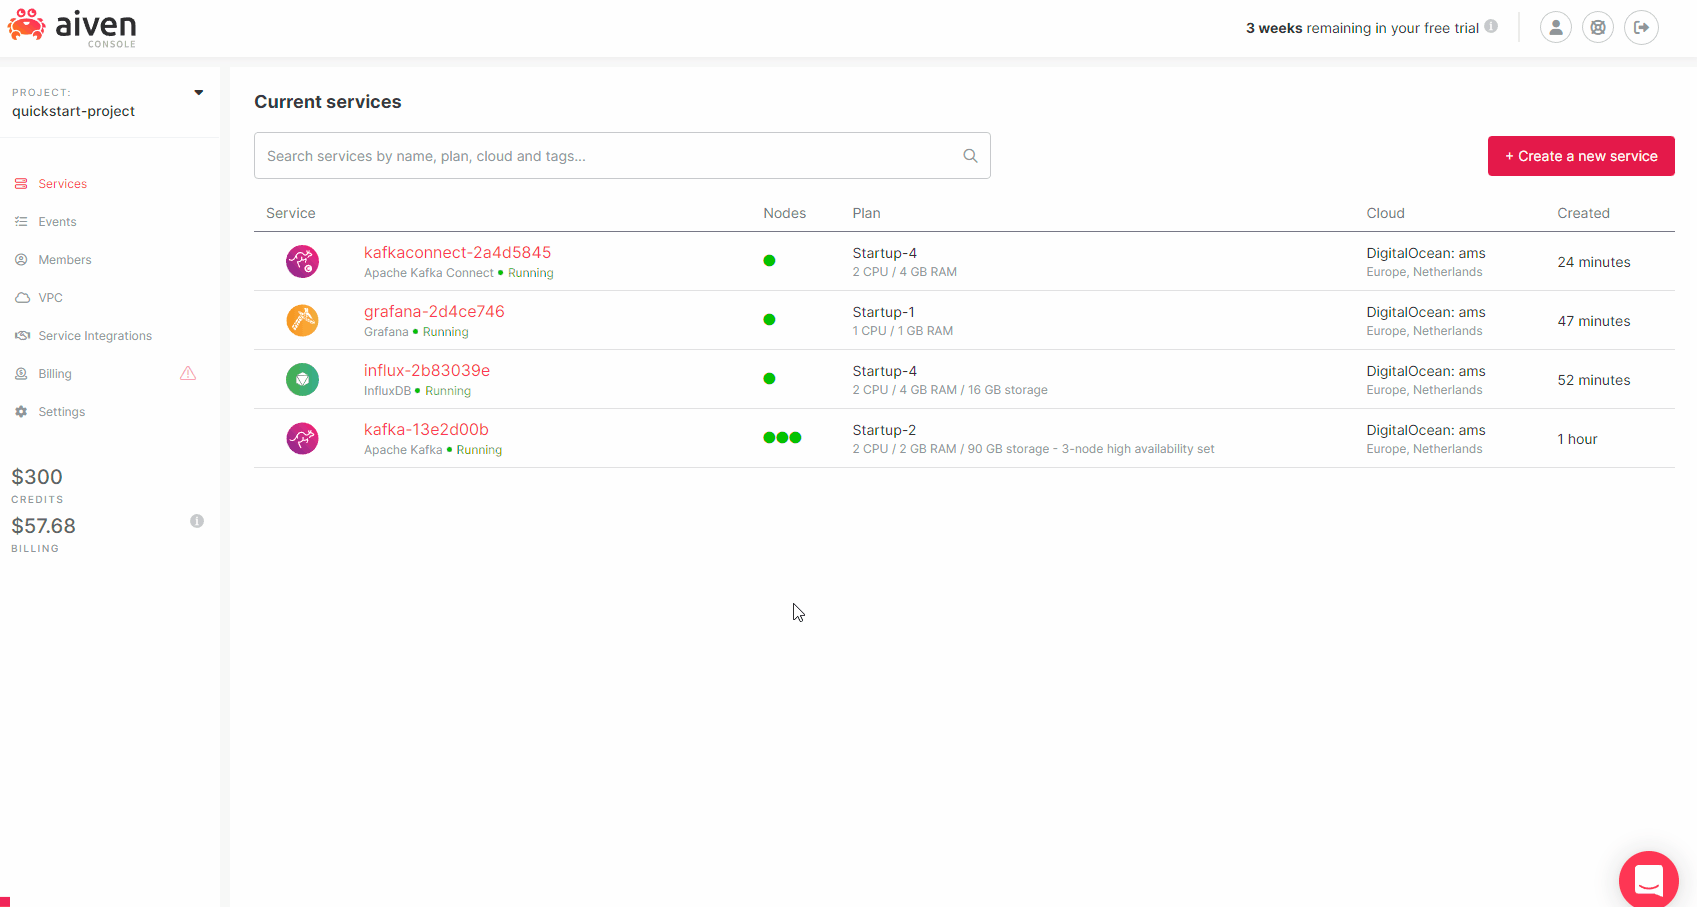 aiven
CONSOLE
3 weeks remaining in your free trial
PROJECT:
quickstart-project
Services
Events
Members
VPC
Service Integrations
Billing
Settings
$300
CREDITS
$57.68
BILLING
Current services
Search services by name, plan, cloud and tags...
+ Create a new service
Service Nodes Plan Cloud Created
kafkaconnect-2a4d5845
Apache Kafka Connect Running
Startup-4
2 CPU / 4 GB RAM
DigitalOcean: ams
Europe, Netherlands
24 minutes
grafana-2d4ce746
Grafana Running
Startup-1
1 CPU / 1 GB RAM
DigitalOcean: ams
Europe, Netherlands
47 minutes
influx-2b83039e
InfluxDB Running
Startup-4
2 CPU / 4 GB RAM / 16 GB storage
DigitalOcean: ams
Europe, Netherlands
52 minutes
kafka-13e2d00b
Apache Kafka Running
Startup-2
2 CPU / 2 GB RAM / 90 GB storage - 3-node high availability set
DigitalOcean: ams
Europe, Netherlands
1 hour